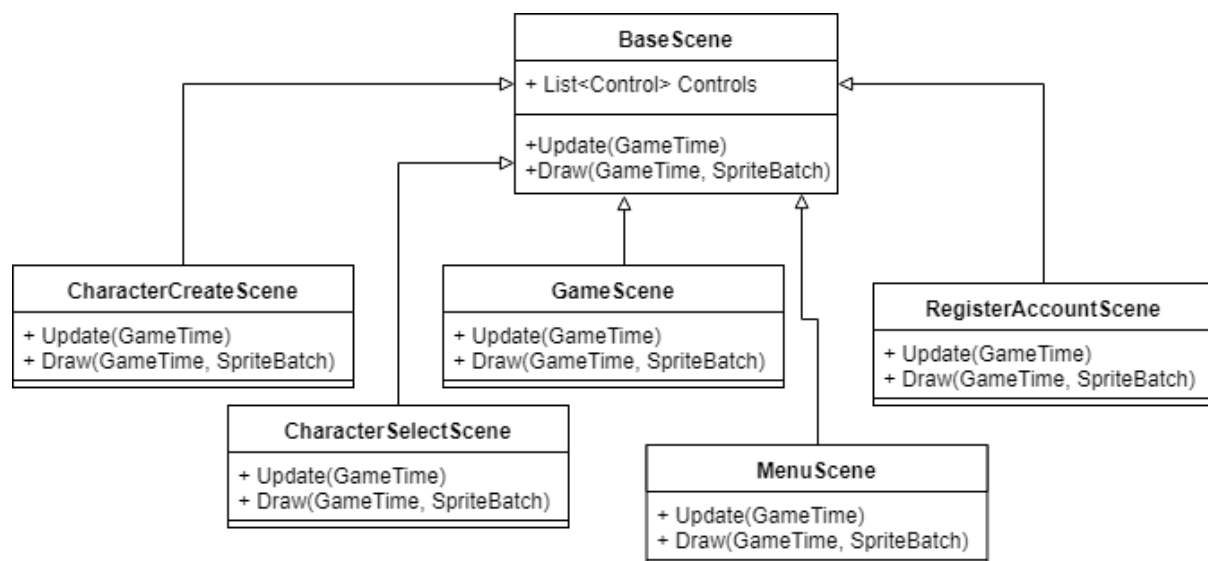 BaseScene
+ List<Control> Controls
+Update(GameTime)
+Draw(GameTime, SpriteBatch)
CharacterCreateScene
+ Update(GameTime)
+ Draw(GameTime, SpriteBatch)
GameScene
+ Update(GameTime)
+ Draw(GameTime, SpriteBatch)
RegisterAccountScene
+ Update(GameTime)
+ Draw(GameTime, SpriteBatch)
CharacterSelectScene
+ Update(GameTime)
+ Draw(GameTime, SpriteBatch)
MenuScene
+ Update(GameTime)
+ Draw(GameTime, SpriteBatch)